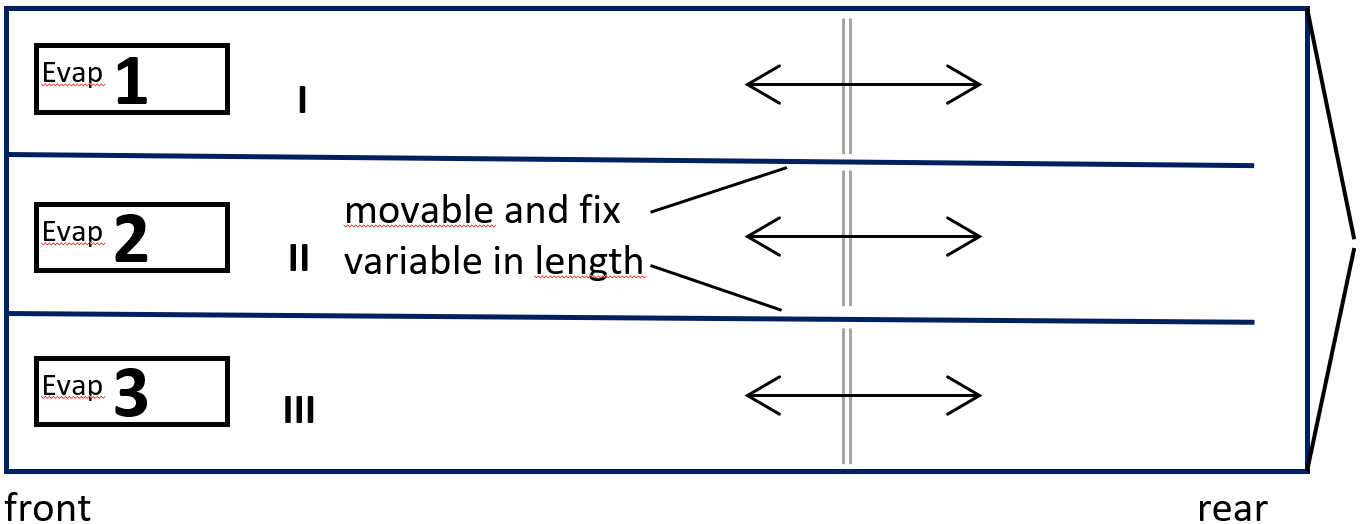 Evap 1
I
movable and fix
variable in length
Evap 2
II
Evap 3
III
front
rear